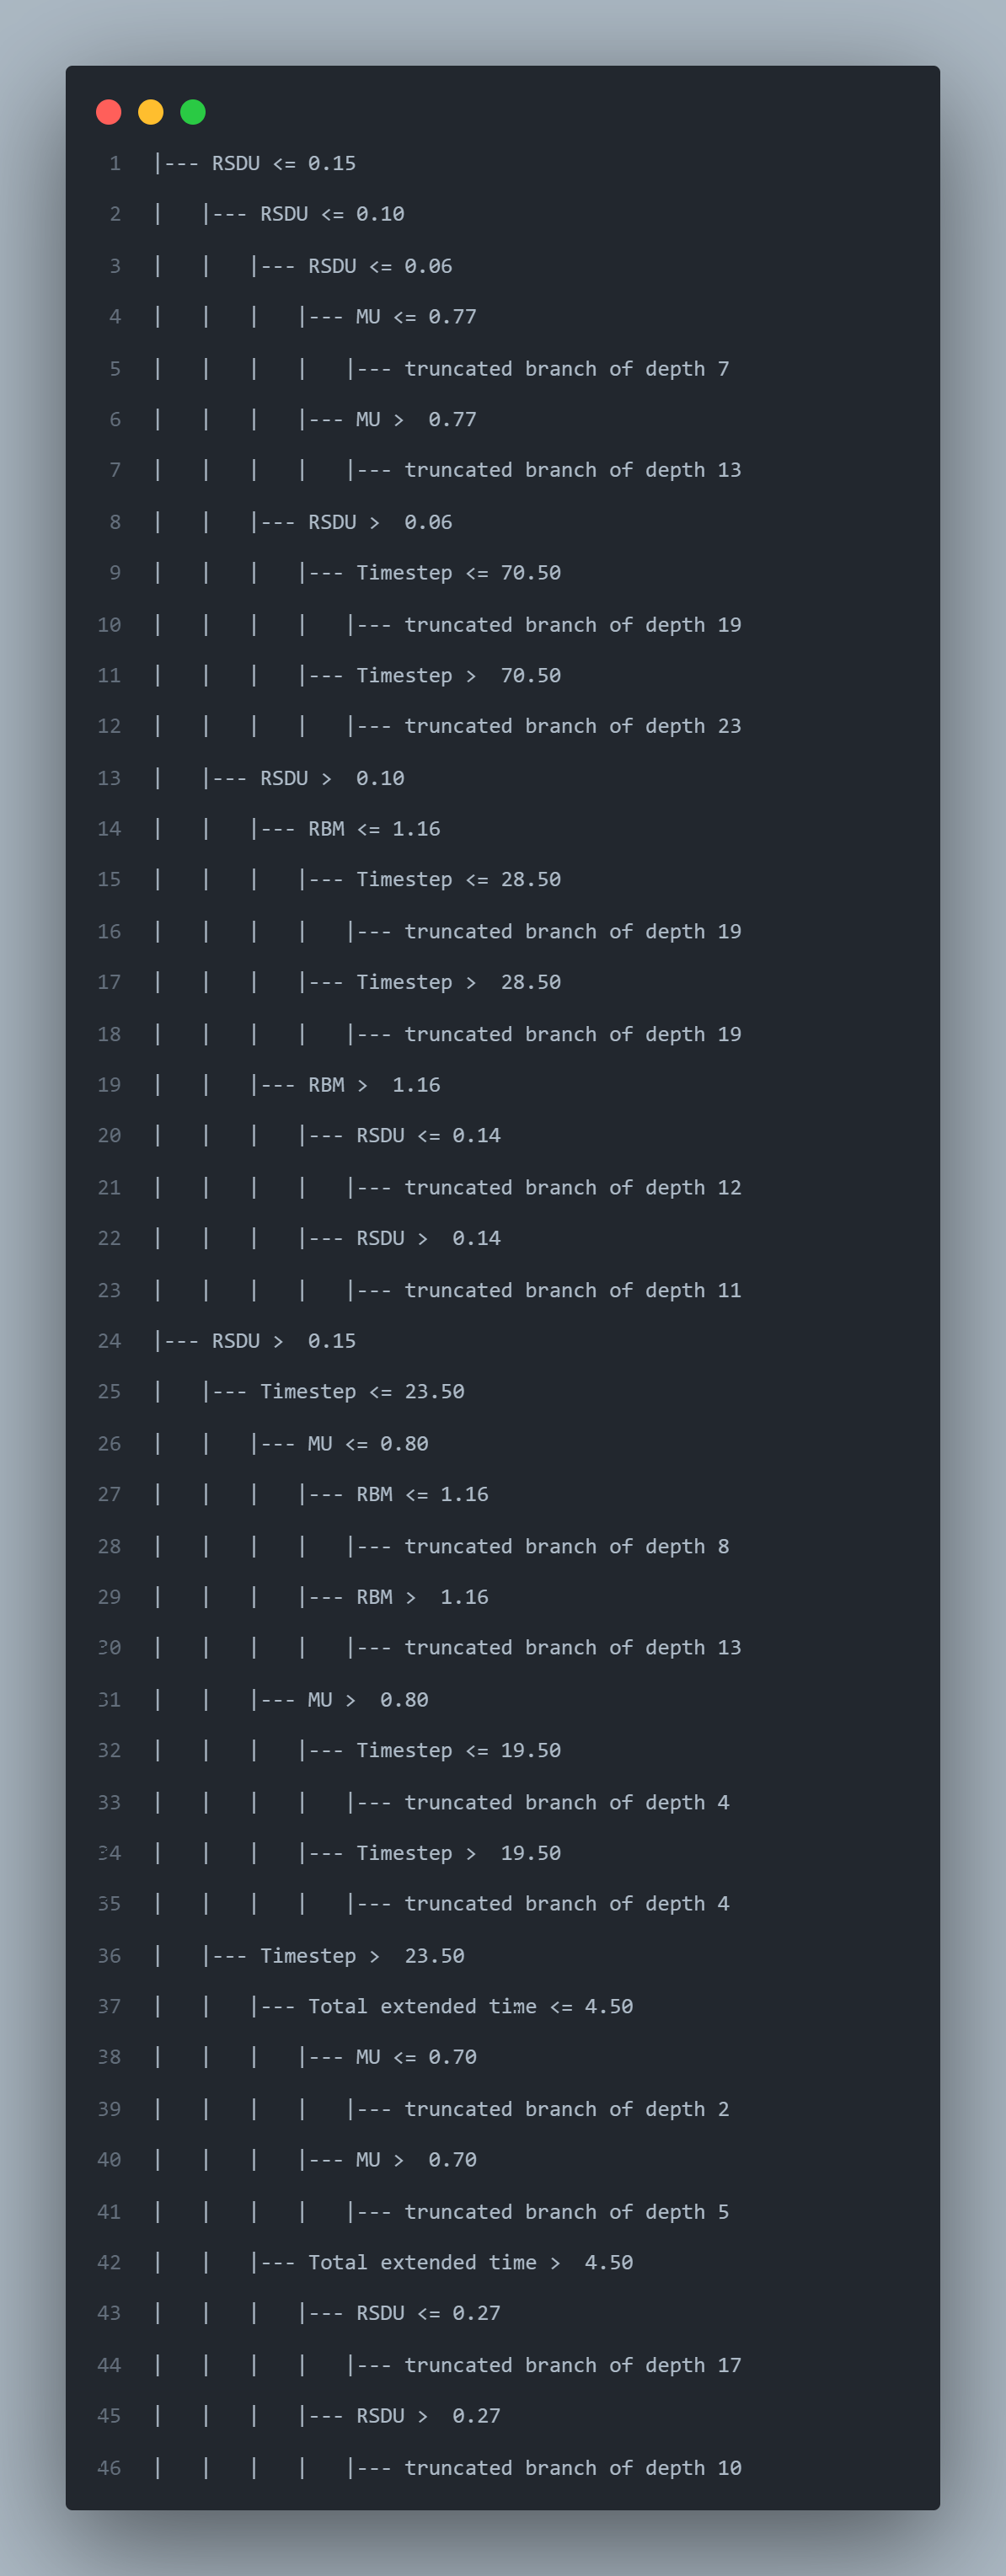 1 |--- RSDU <= 0.15
2 |   |--- RSDU <= 0.10
3 |   |   |--- RSDU <= 0.06
4 |   |   |   |--- MU <= 0.77
5 |   |   |   |   |--- truncated branch of depth 7
6 |   |   |   |--- MU >  0.77
7 |   |   |   |   |--- truncated branch of depth 13
8 |   |   |--- RSDU >  0.06
9 |   |   |   |--- Timestep <= 70.50
10 |   |   |   |   |--- truncated branch of depth 19
11 |   |   |   |--- Timestep >  70.50
12 |   |   |   |   |--- truncated branch of depth 23
13 |   |--- RSDU >  0.10
14 |   |   |--- RBM <= 1.16
15 |   |   |   |--- Timestep <= 28.50
16 |   |   |   |   |--- truncated branch of depth 19
17 |   |   |   |--- Timestep >  28.50
18 |   |   |   |   |--- truncated branch of depth 19
19 |   |   |--- RBM >  1.16
20 |   |   |   |--- RSDU <= 0.14
21 |   |   |   |   |--- truncated branch of depth 12
22 |   |   |   |--- RSDU >  0.14
23 |   |   |   |   |--- truncated branch of depth 11
24 |--- RSDU >  0.15
25 |   |--- Timestep <= 23.50
26 |   |   |--- MU <= 0.80
27 |   |   |   |--- RBM <= 1.16
28 |   |   |   |   |--- truncated branch of depth 8
29 |   |   |   |--- RBM >  1.16
30 |   |   |   |   |--- truncated branch of depth 13
31 |   |   |--- MU >  0.80
32 |   |   |   |--- Timestep <= 19.50
33 |   |   |   |   |--- truncated branch of depth 4
34 |   |   |   |--- Timestep >  19.50
35 |   |   |   |   |--- truncated branch of depth 4
36 |   |--- Timestep >  23.50
37 |   |   |--- Total extended time <= 4.50
38 |   |   |   |--- MU <= 0.70
39 |   |   |   |   |--- truncated branch of depth 2
40 |   |   |   |--- MU >  0.70
41 |   |   |   |   |--- truncated branch of depth 5
42 |   |   |--- Total extended time >  4.50
43 |   |   |   |--- RSDU <= 0.27
44 |   |   |   |   |--- truncated branch of depth 17
45 |   |   |   |--- RSDU >  0.27
46 |   |   |   |   |--- truncated branch of depth 10